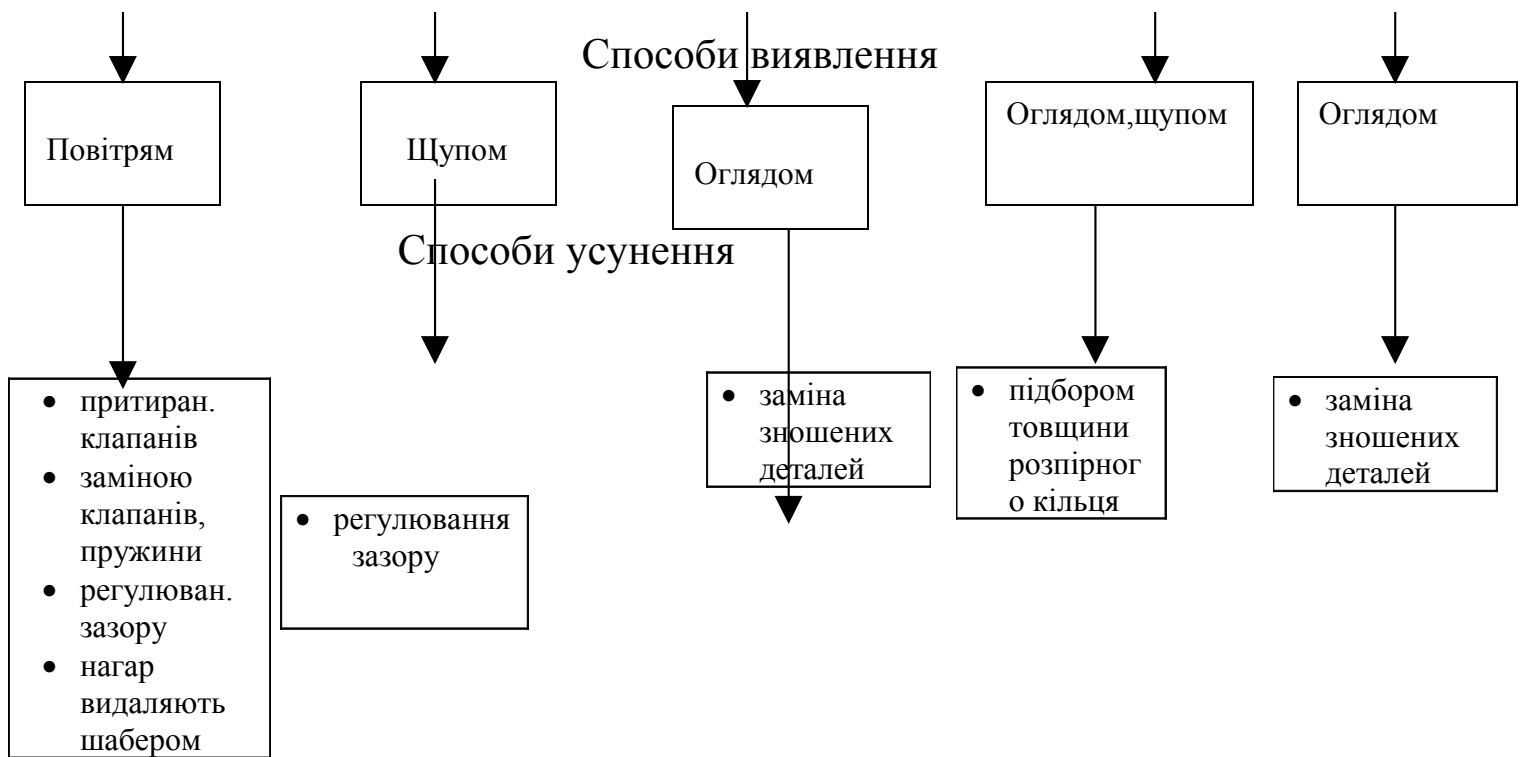 Способи виявлення
Повітрям
Щупом
Оглядом
Оглядом,щупом
Оглядом
Способи усунення
• притиран.
клапанів
• заміною
клапанів,
пружини
• регулюван.
зазору
• нагар
видаляють
шабером
• регулювання
зазору
• заміна
зношених
деталей
• підбором
товщини
розпірног
о кільця
• заміна
зношених
деталей